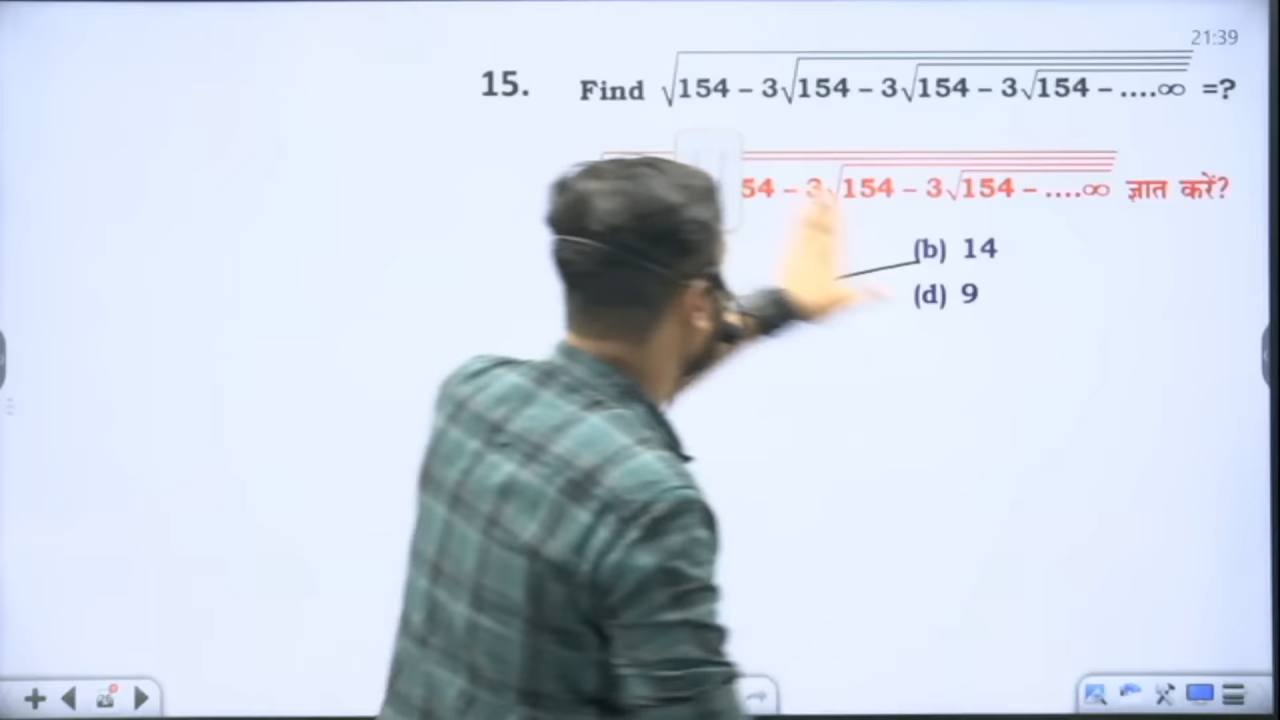 21:39
15. Find √154 – 3√154 – 3√154 – 3√154 – ....∞ =?
54 – 3√154 – 3√154 – ....∞ ज्ञात करें?
(b) 14
(d) 9